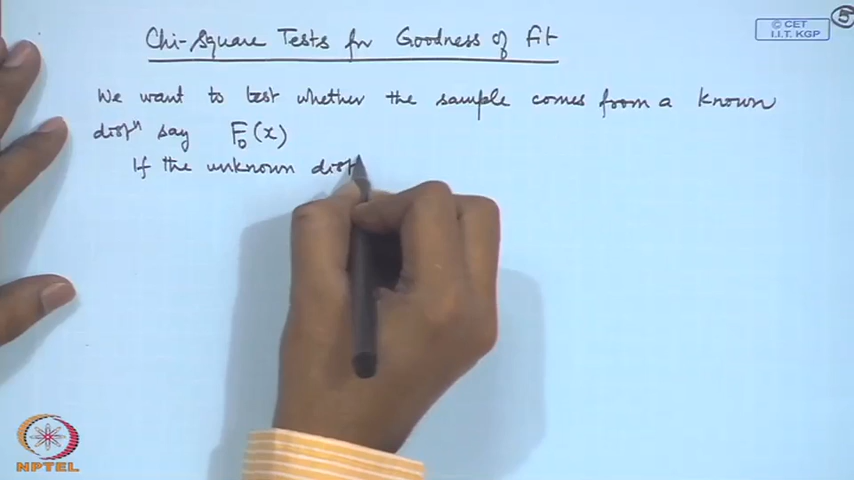 Chi-Square Tests for Goodness of Fit
We want to test whether the sample comes from a known
distⁿ say F₀(x)
If the unknown dist
© CET
I.I.T. KGP
5
NPTEL